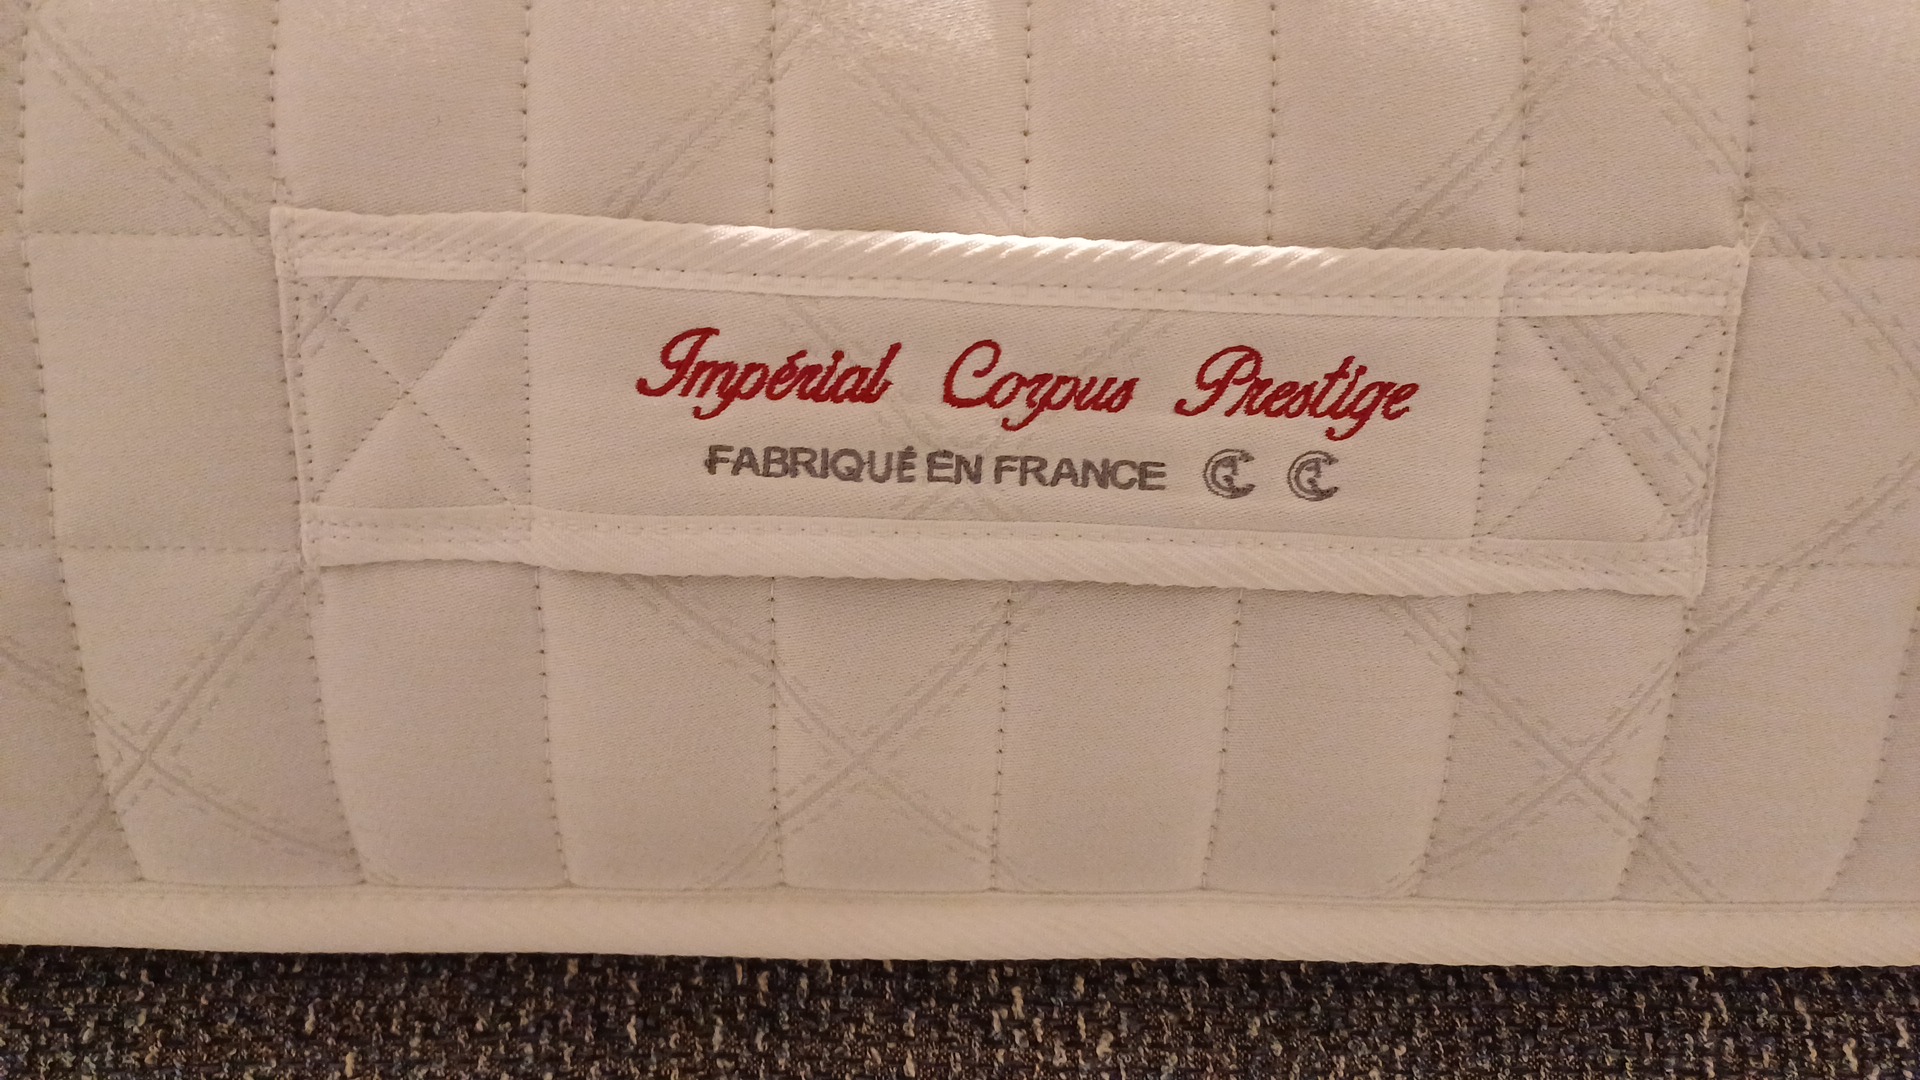 Impérial Corpus Prestige
FABRIQUÉ EN FRANCE